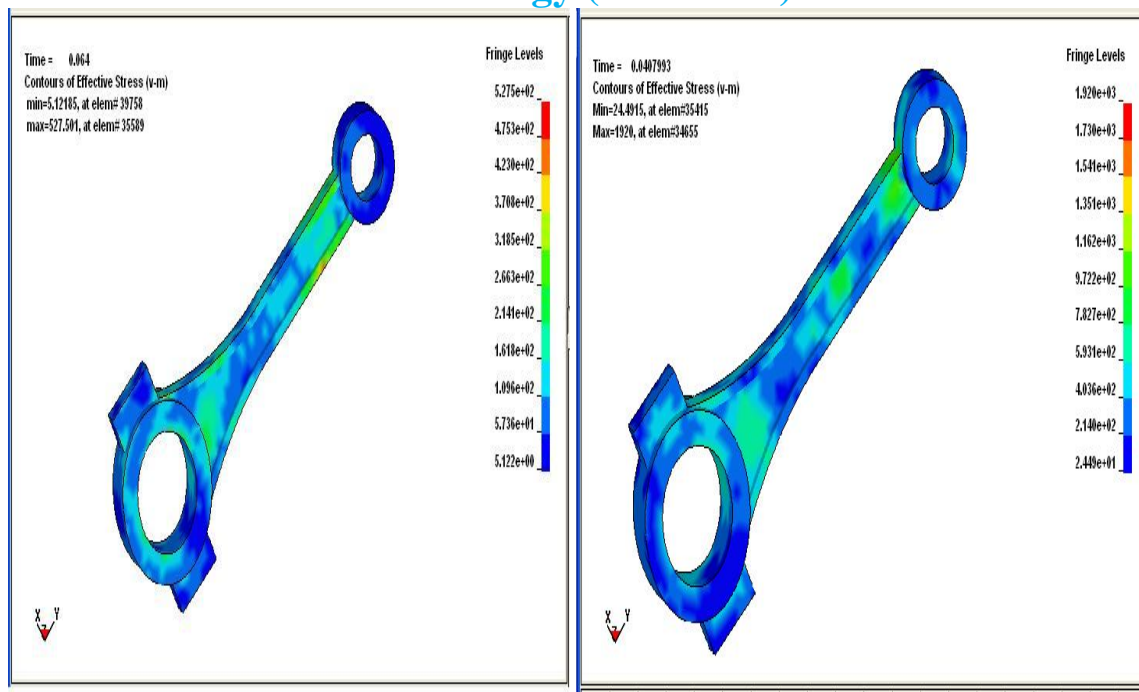 Time = 0.064
Contours of Effective Stress (v-m)
min=5.12185, at elem# 39758
max=527.501, at elem# 35589
Fringe Levels
5.275e+02
4.753e+02
4.230e+02
3.708e+02
3.185e+02
2.663e+02
2.141e+02
1.618e+02
1.096e+02
5.736e+01
5.122e+00
X Y
Time = 0.0407993
Contours of Effective Stress (v-m)
Min=24.4915, at elem#35415
Max=1920, at elem#34655
Fringe Levels
1.920e+03
1.730e+03
1.541e+03
1.351e+03
1.162e+03
9.722e+02
7.827e+02
5.931e+02
4.036e+02
2.140e+02
2.449e+01
X Y